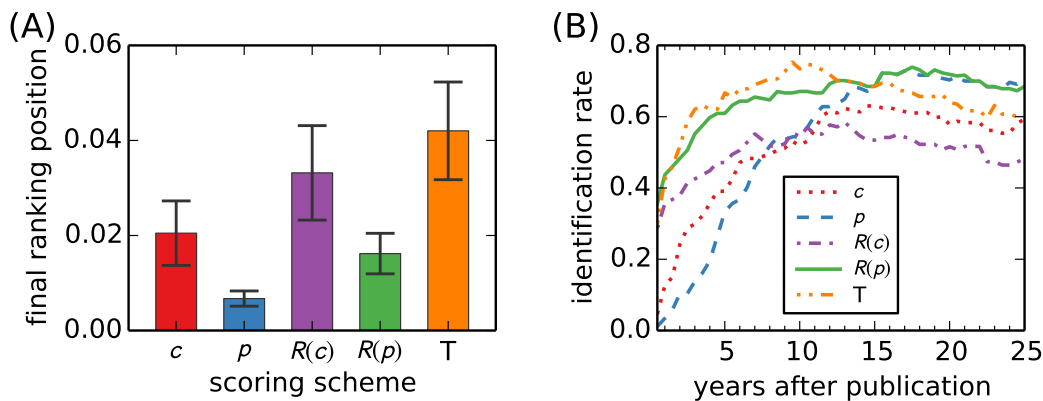 (A)
final ranking position
0.06
0.04
0.02
0.00
c p R(c) R(p) T
scoring scheme
(B)
identification rate
0.8
0.6
0.4
0.2
0.0
c
p
R(c)
R(p)
T
5 10 15 20 25
years after publication